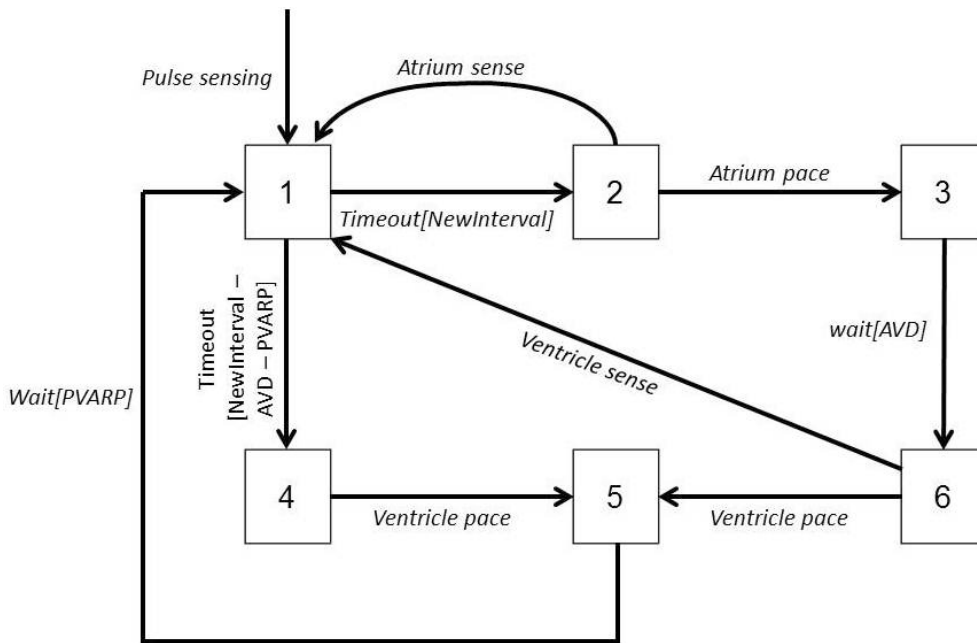 Pulse sensing
Atrium sense
1
2
3
Atrium pace
Timeout[NewInterval]
Timeout
[NewInterval –
AVD – PVARP]
Ventricle sense
wait[AVD]
Wait[PVARP]
4
5
6
Ventricle pace
Ventricle pace